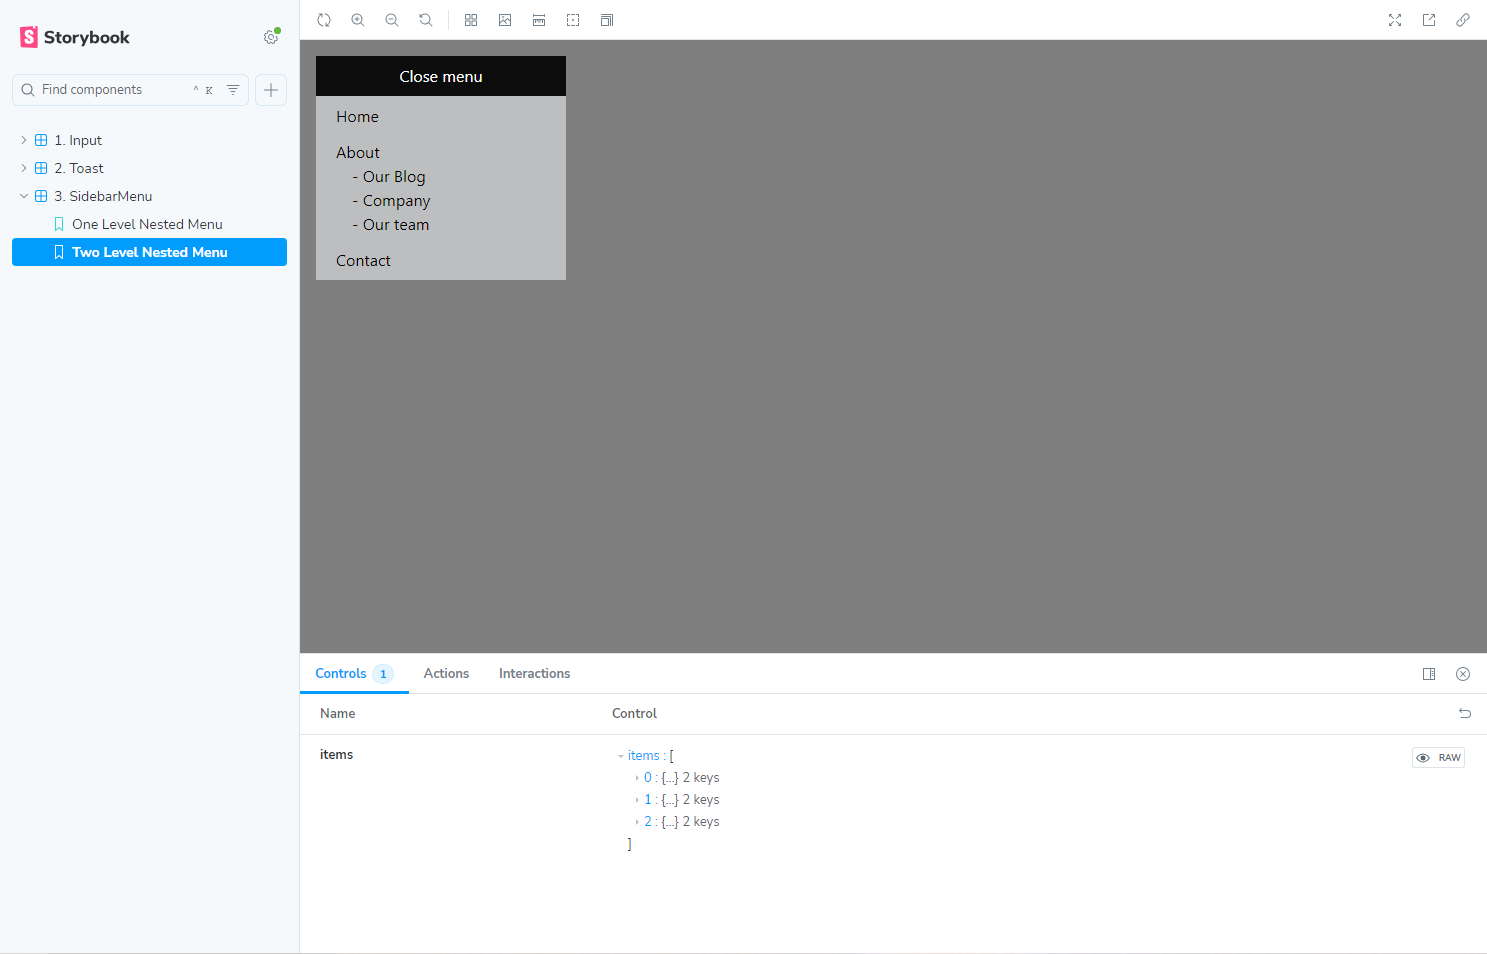 Storybook
Find components
^ K
1. Input
2. Toast
3. SidebarMenu
One Level Nested Menu
Two Level Nested Menu
Close menu
Home
About
- Our Blog
- Company
- Our team
Contact
Controls 1 Actions Interactions
Name Control
items
items : [
0 : {...} 2 keys
1 : {...} 2 keys
2 : {...} 2 keys
]
RAW